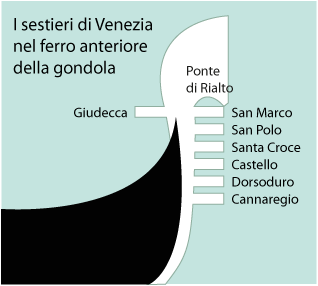 I sestieri di Venezia
nel ferro anteriore
della gondola
Ponte
di Rialto
Giudecca
San Marco
San Polo
Santa Croce
Castello
Dorsoduro
Cannaregio